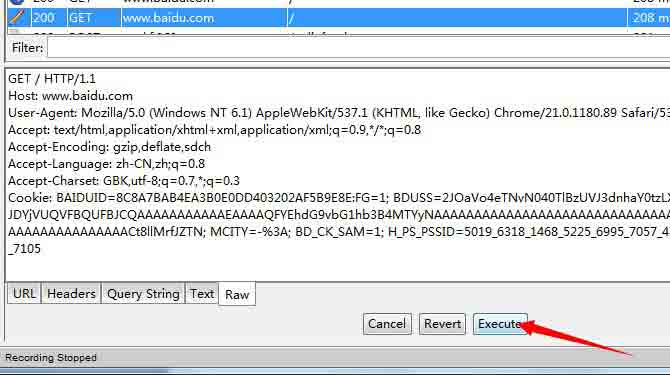 200 GET www.baidu.com / 208 m
Filter:
GET / HTTP/1.1
Host: www.baidu.com
User-Agent: Mozilla/5.0 (Windows NT 6.1) AppleWebKit/537.1 (KHTML, like Gecko) Chrome/21.0.1180.89 Safari/53
Accept: text/html,application/xhtml+xml,application/xml;q=0.9,*/*;q=0.8
Accept-Encoding: gzip,deflate,sdch
Accept-Language: zh-CN,zh;q=0.8
Accept-Charset: GBK,utf-8;q=0.7,*;q=0.3
Cookie: BAIDUID=8C8A7BAB4EA3B0E0DD403202AF5B9E8E:FG=1; BDUSS=2JOaVo4eTNvN040TlBzUVJ3dnhaY0tzLX
JDYjVUQVFBQUFBJCQAAAAAAAAAAAEAAAAQFYEhdG9vbG1hb3B4MTYyNAAAAAAAAAAAAAAAAAAAAAAAAAAAAAA
AAAAAAAAAAAAAAAACt8llMrfJZTN; MCITY=-%3A; BD_CK_SAM=1; H_PS_PSSID=5019_6318_1468_5225_6995_7057_4
_7105
URL Headers Query String Text Raw
Cancel Revert Execute
Recording Stopped